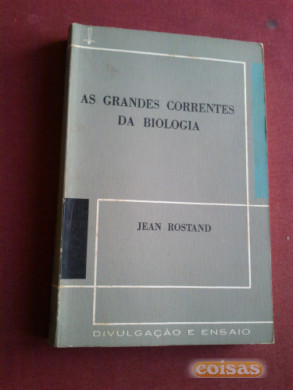 AS GRANDES CORRENTES
DA BIOLOGIA
JEAN ROSTAND
DIVULGAÇÃO E ENSAIO
coisas